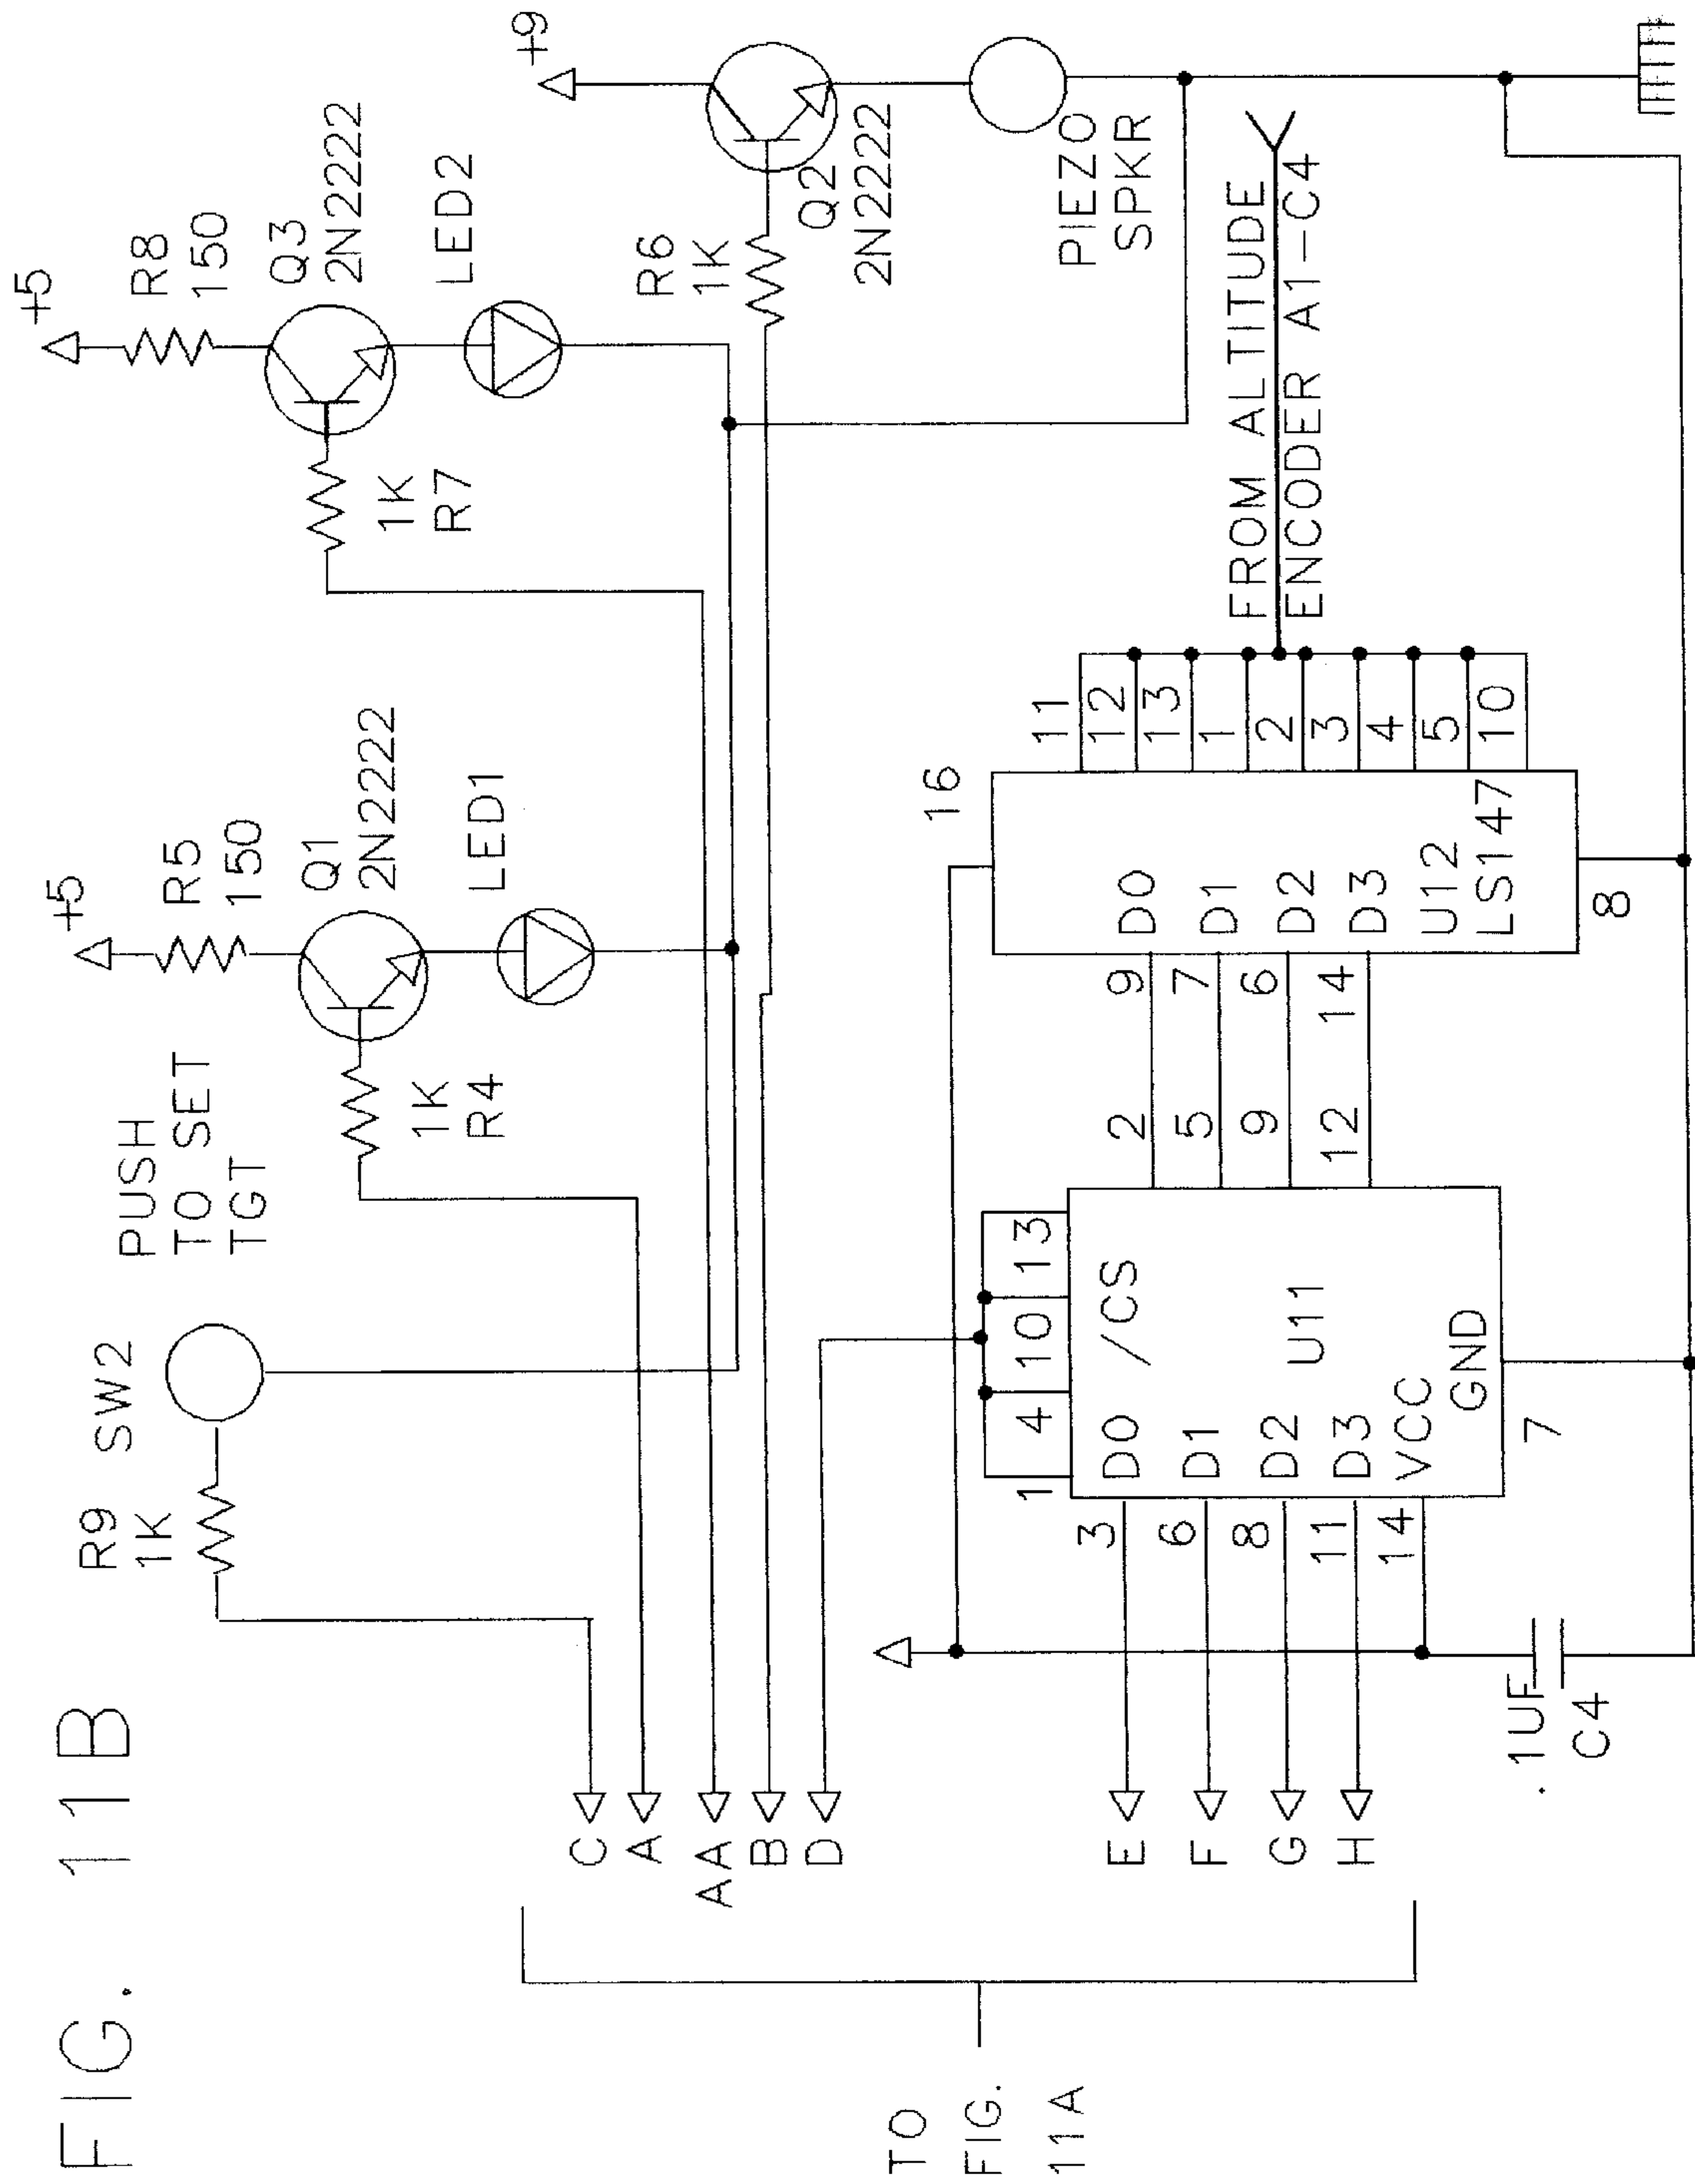 FIG. 11B
+5
R8
150
Q3
2N2222
LED2
+9
1K
R7
R6
1K
Q2
2N2222
PIEZO
SPKR
+5
R5
150
Q1
2N2222
LED1
1K
R4
PUSH
TO SET
TGT
SW2
R9
1K
C
A
AA
B
D
E
F
G
H
TO
FIG.
11A
FROM ALTITUDE
ENCODER A1-C4
16
11
12
13
1
2
3
4
5
10
D0
D1
D2
D3
U12
LS147
8
9
7
6
14
2
5
9
12
1
4
10
13
/CS
D0
D1
D2
D3
VCC
GND
U11
7
3
6
8
11
14
.1UF
C4